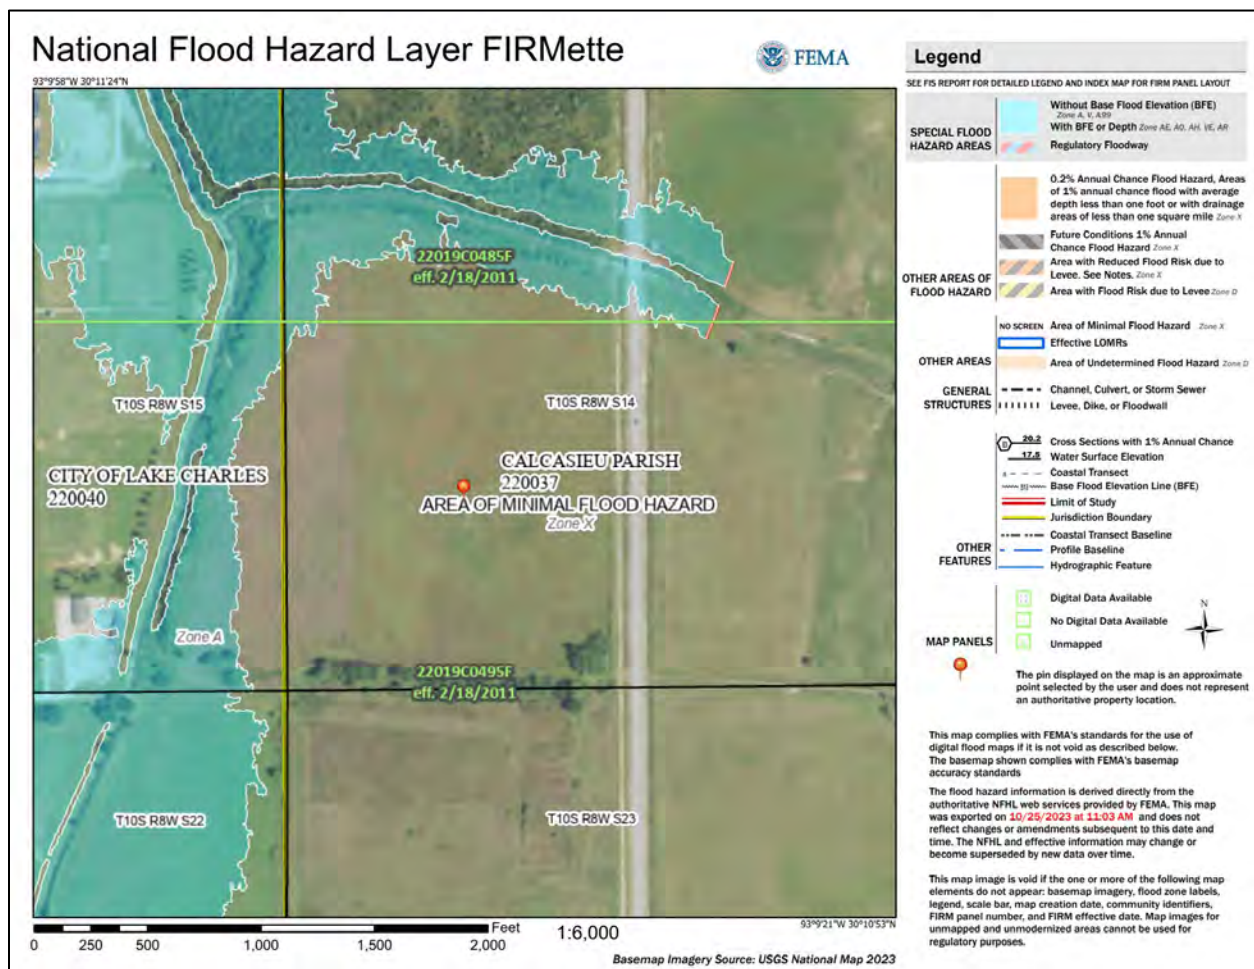 National Flood Hazard Layer FIRMette
FEMA
93°9'58"W 30°11'24"N
22019C0485F
eff. 2/18/2011
T10S R8W S15
T10S R8W S14
CITY OF LAKE CHARLES
220040
CALCASIEU PARISH
220037
AREA OF MINIMAL FLOOD HAZARD
Zone X
Zone A
22019C0495F
eff. 2/18/2011
T10S R8W S22
T10S R8W S23
93°9'21"W 30°10'53"N
0 250 500 1,000 1,500 2,000
Feet
1:6,000
Basemap Imagery Source: USGS National Map 2023
Legend
SEE FIS REPORT FOR DETAILED LEGEND AND INDEX MAP FOR FIRM PANEL LAYOUT
SPECIAL FLOOD
HAZARD AREAS
Without Base Flood Elevation (BFE)
Zone A, V, A99
With BFE or Depth Zone AE, AO, AH, VE, AR
Regulatory Floodway
OTHER AREAS OF
FLOOD HAZARD
0.2% Annual Chance Flood Hazard, Areas
of 1% annual chance flood with average
depth less than one foot or with drainage
areas of less than one square mile Zone X
Future Conditions 1% Annual
Chance Flood Hazard Zone X
Area with Reduced Flood Risk due to
Levee. See Notes. Zone X
Area with Flood Risk due to Levee Zone D
OTHER AREAS
NO SCREEN Area of Minimal Flood Hazard Zone X
Effective LOMRs
Area of Undetermined Flood Hazard Zone D
GENERAL
STRUCTURES
Channel, Culvert, or Storm Sewer
Levee, Dike, or Floodwall
OTHER
FEATURES
20.2 Cross Sections with 1% Annual Chance
17.5 Water Surface Elevation
Coastal Transect
Base Flood Elevation Line (BFE)
Limit of Study
Jurisdiction Boundary
Coastal Transect Baseline
Profile Baseline
Hydrographic Feature
MAP PANELS
Digital Data Available
No Digital Data Available
Unmapped
N
The pin displayed on the map is an approximate
point selected by the user and does not represent
an authoritative property location.
This map complies with FEMA's standards for the use of
digital flood maps if it is not void as described below.
The basemap shown complies with FEMA's basemap
accuracy standards
The flood hazard information is derived directly from the
authoritative NFHL web services provided by FEMA. This map
was exported on 10/25/2023 at 11:03 AM and does not
reflect changes or amendments subsequent to this date and
time. The NFHL and effective information may change or
become superseded by new data over time.
This map image is void if the one or more of the following map
elements do not appear: basemap imagery, flood zone labels,
legend, scale bar, map creation date, community identifiers,
FIRM panel number, and FIRM effective date. Map images for
unmapped and unmodernized areas cannot be used for
regulatory purposes.